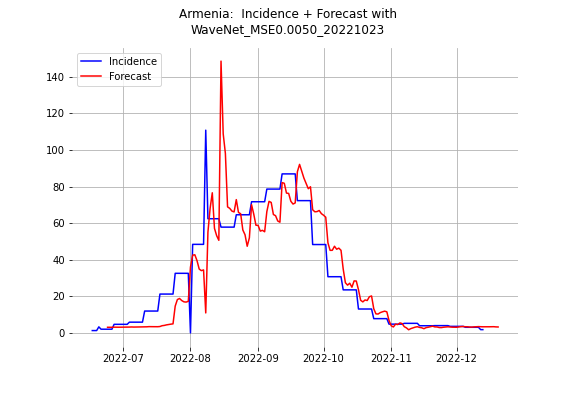 Armenia:  Incidence + Forecast with
WaveNet_MSE0.0050_20221023
Incidence
Forecast
140
120
100
80
60
40
20
0
2022-07 2022-08 2022-09 2022-10 2022-11 2022-12